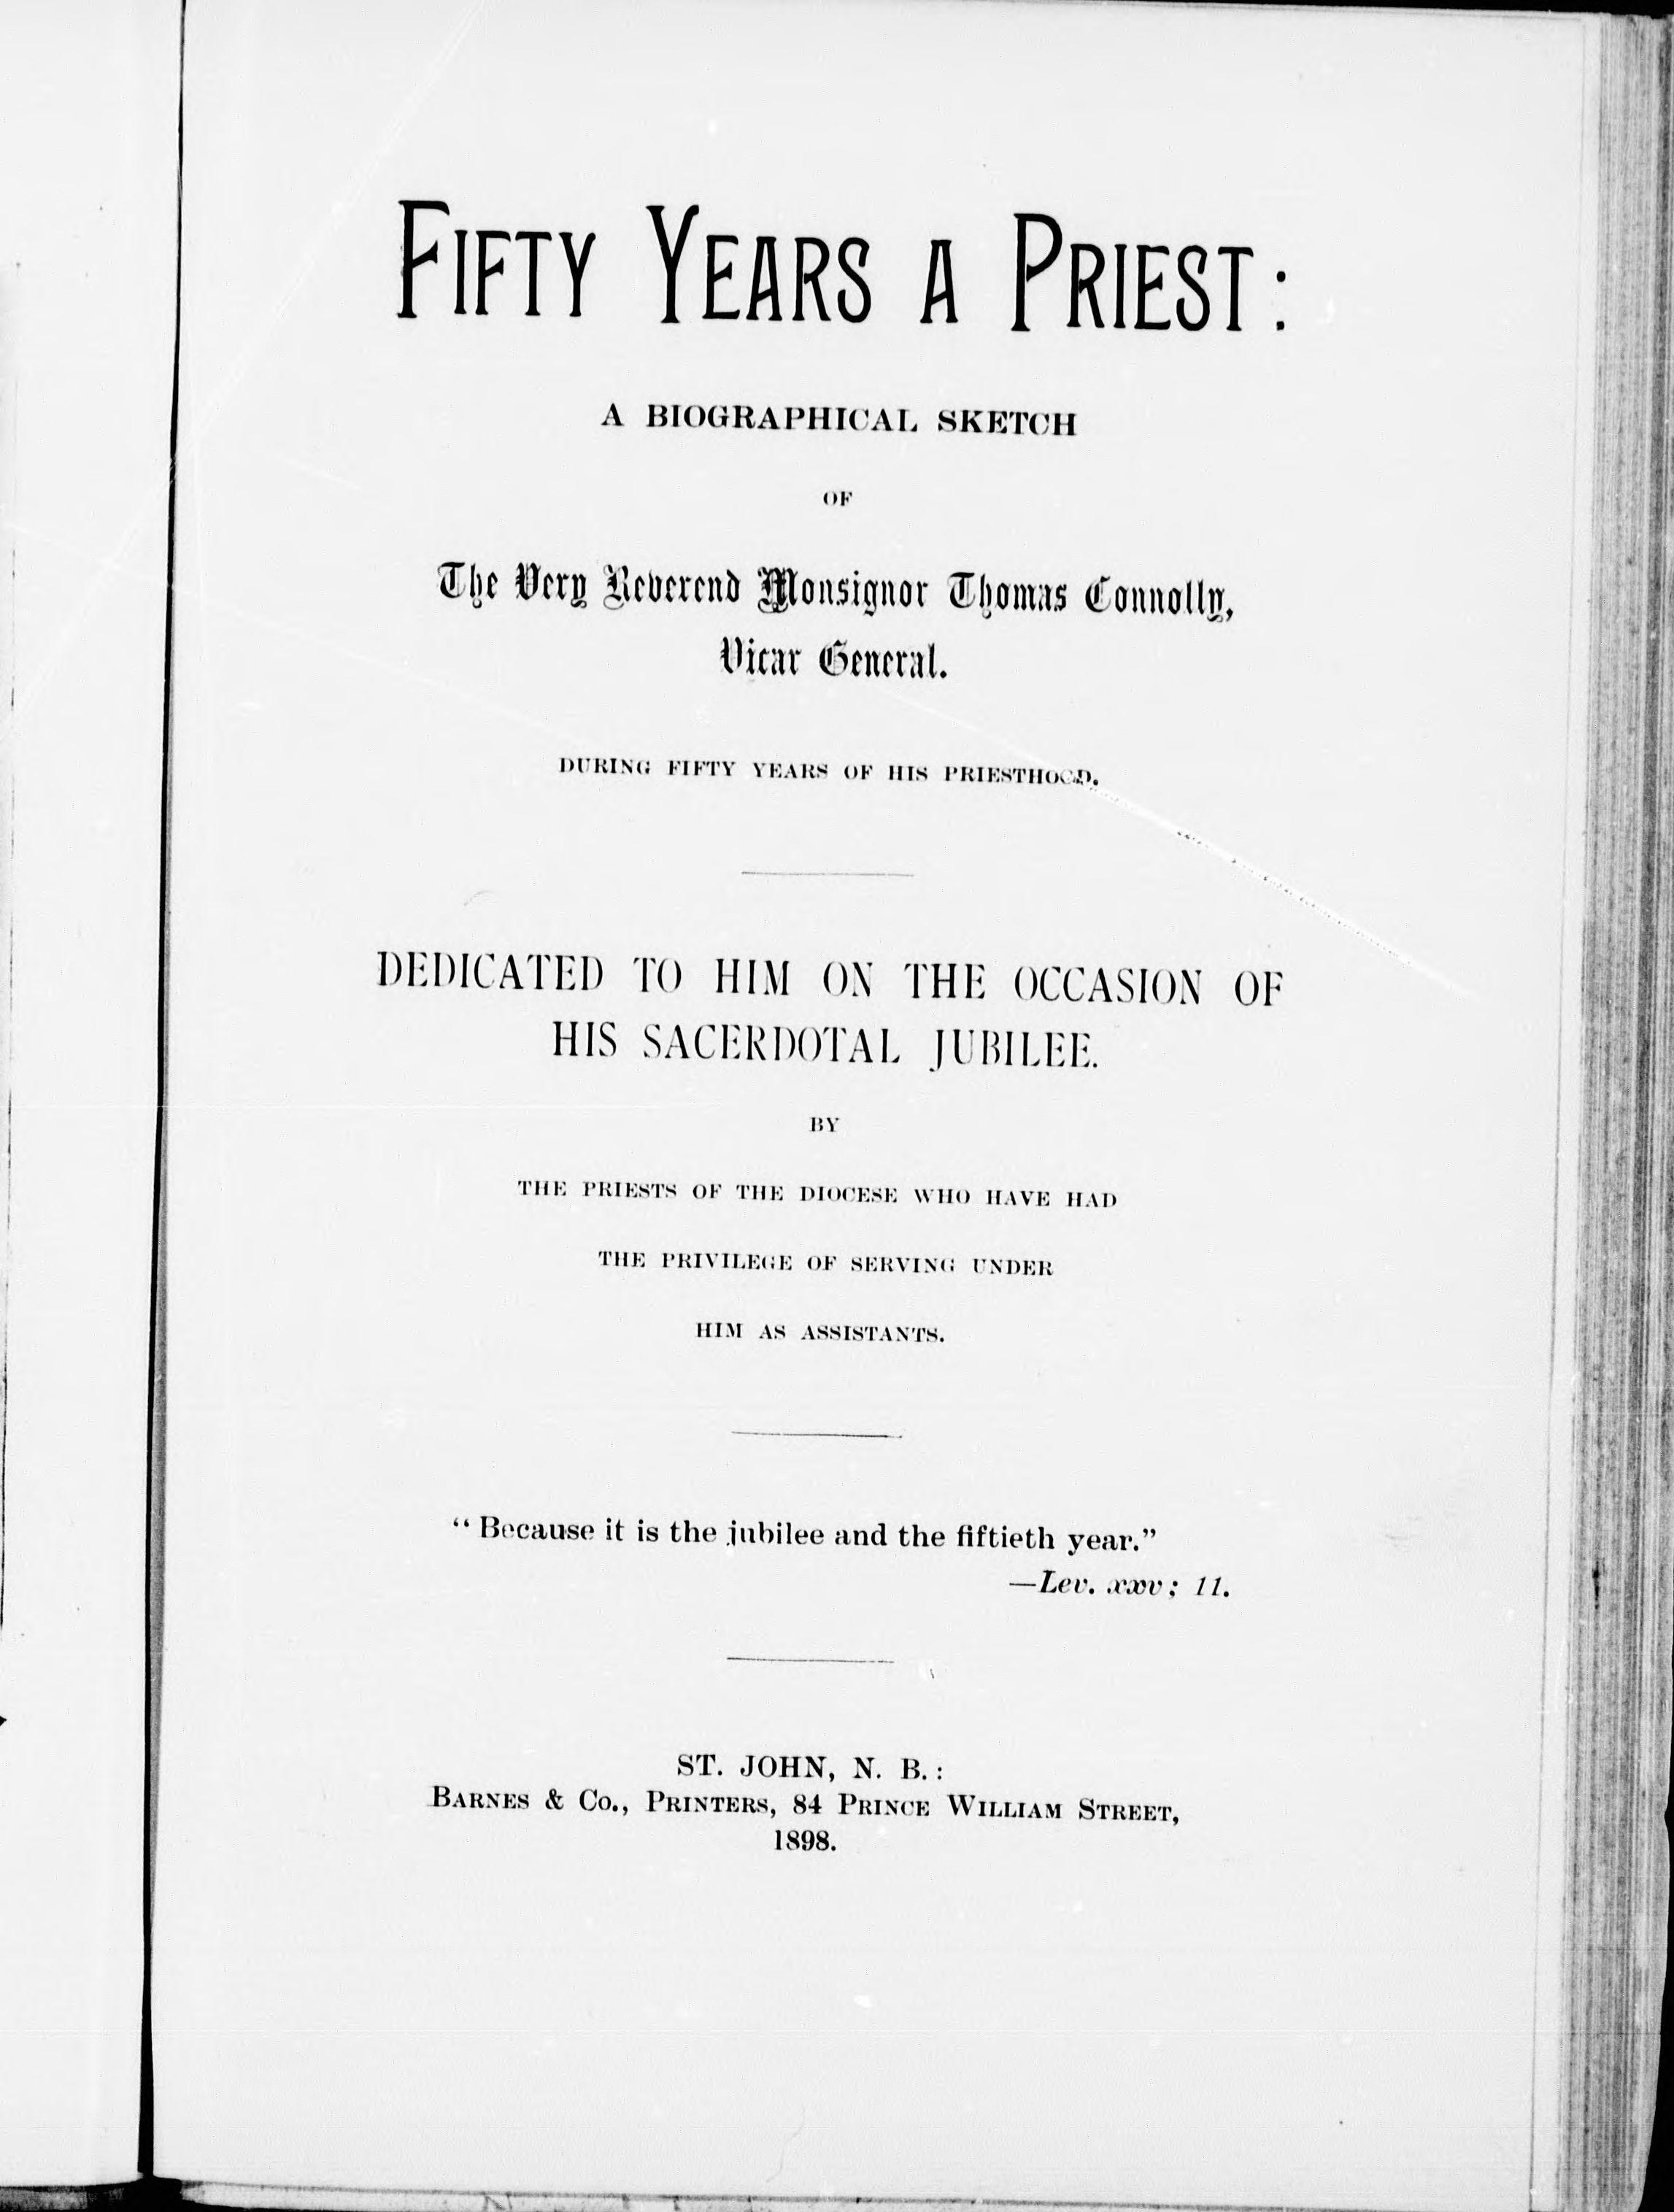 FIFTY YEARS A PRIEST:
A BIOGRAPHICAL SKETCH
OF
The Very Reverend Monsignor Thomas Connolly,
Vicar General.
DURING FIFTY YEARS OF HIS PRIESTHOOD.
DEDICATED TO HIM ON THE OCCASION OF
HIS SACERDOTAL JUBILEE.
BY
THE PRIESTS OF THE DIOCESE WHO HAVE HAD
THE PRIVILEGE OF SERVING UNDER
HIM AS ASSISTANTS.
“Because it is the jubilee and the fiftieth year.”
—Lev. xxv; 11.
ST. JOHN, N. B.:
BARNES & CO., PRINTERS, 84 PRINCE WILLIAM STREET,
1898.